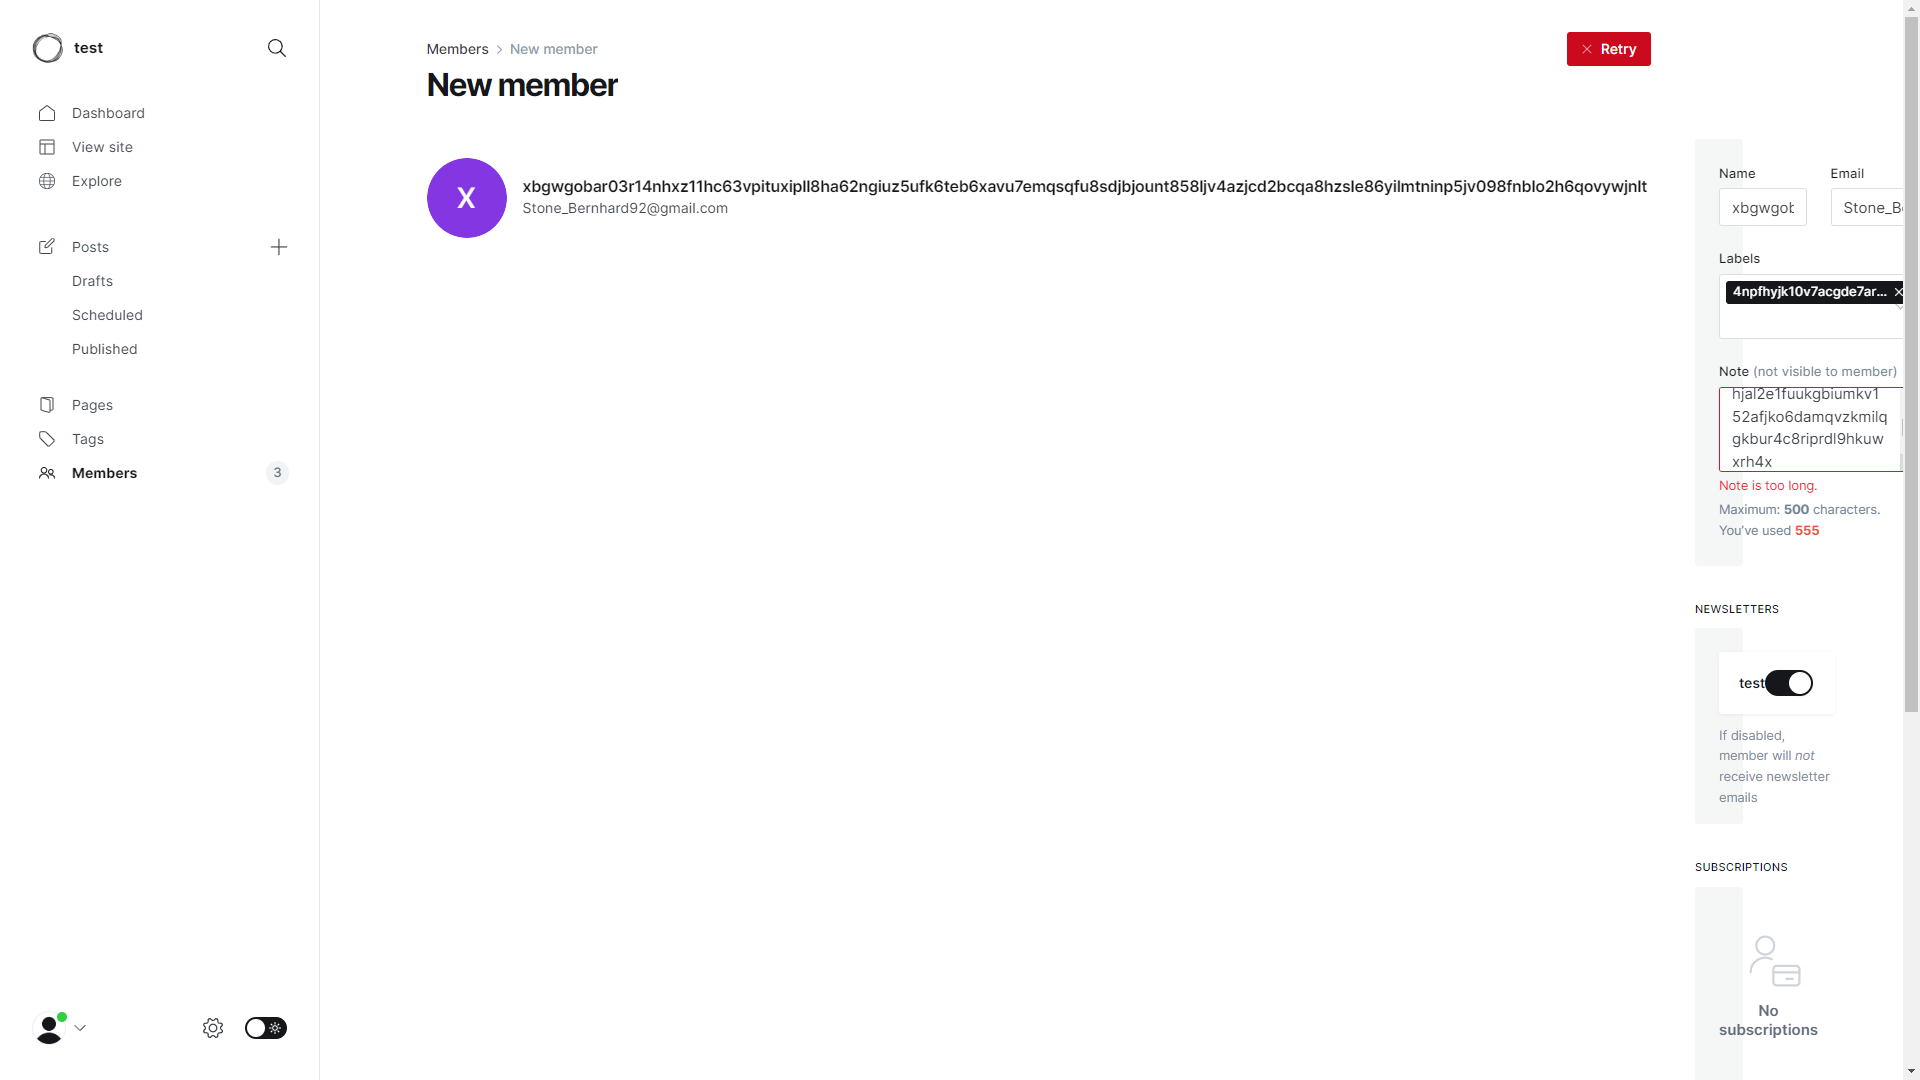 test
Dashboard
View site
Explore
Posts
Drafts
Scheduled
Published
Pages
Tags
Members
3
Members
New member
Retry
New member
X
xbgwgobar03r14nhxz11hc63vpituxipll8ha62ngiuz5ufk6teb6xavu7emqsqfu8sdjbjount858ljv4azjcd2bcqa8hzsle86yilmtninp5jv098fnblo2h6qovywjnlt
Stone_Bernhard92@gmail.com
Name
Email
xbgwgob
Stone_B
Labels
4npfhyjk10v7acgde7ar...
Note (not visible to member)
hjal2e1fuukgbiumkv1
52afjko6damqvzkmilq
gkbur4c8riprdl9hkuw
xrh4x
Note is too long.
Maximum: 500 characters.
You've used 555
NEWSLETTERS
test
If disabled,
member will not
receive newsletter
emails
SUBSCRIPTIONS
No
subscriptions